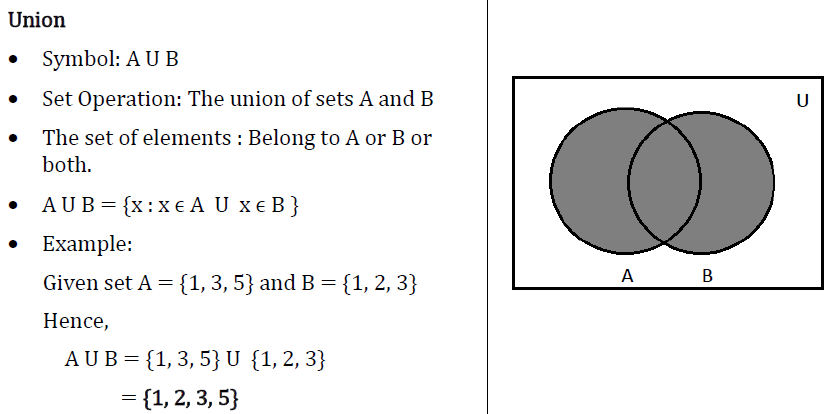 Union
• Symbol: A U B
• Set Operation: The union of sets A and B
• The set of elements : Belong to A or B or
both.
• A U B = {x : x ϵ A U x ϵ B }
• Example:
Given set A = {1, 3, 5} and B = {1, 2, 3}
Hence,
A U B = {1, 3, 5} U {1, 2, 3}
= {1, 2, 3, 5}
U
A B